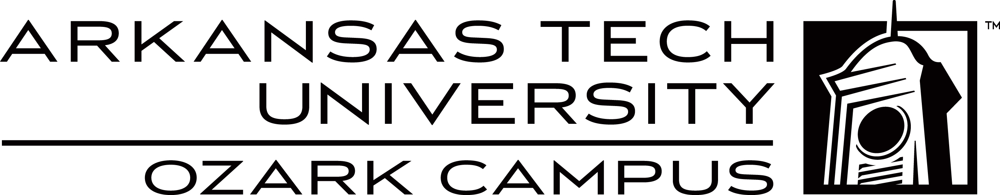 ARKANSAS TECH
UNIVERSITY
OZARK CAMPUS
TM